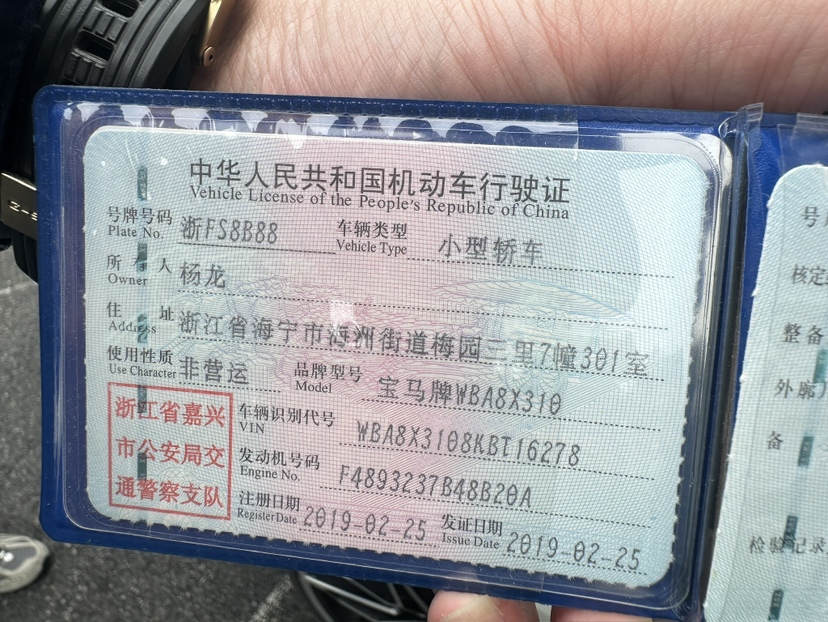 中华人民共和国机动车行驶证
Vehicle License of the People's Republic of China
号牌号码 浙FS8B88 车辆类型 小型轿车
Plate No. Vehicle Type
所有人 杨龙
Owner
住址 浙江省海宁市海洲街道梅园三里7幢301室
Address
使用性质 非营运 品牌型号 宝马牌WBA8X310
Use Character Model
浙江省嘉兴
市公安局交
通警察支队
车辆识别代号 WBA8X3108KBT16278
VIN
发动机号码 F4893237B48B20A
Engine No.
注册日期 2019-02-25 发证日期 2019-02-25
Register Date Issue Date
号
核定
整备
外廓
备
检验记录